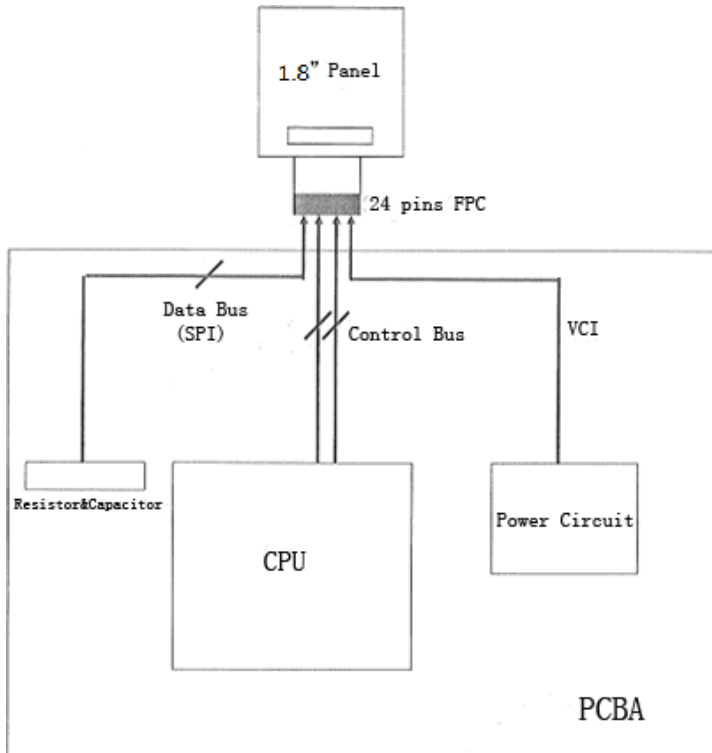 1.8" Panel
24 pins FPC
Data Bus
(SPI)
Control Bus
VCI
Resistor&Capacitor
CPU
Power Circuit
PCBA